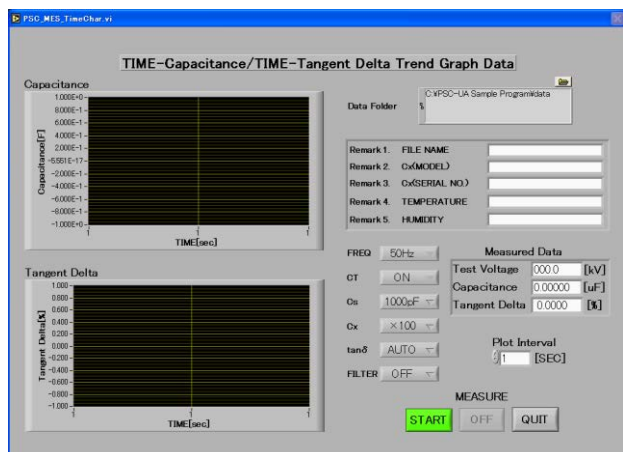 PSC_MES_TimeChar.vi
TIME-Capacitance/TIME-Tangent Delta Trend Graph Data
Capacitance
1.000E+0
8.000E-1
6.000E-1
4.000E-1
2.000E-1
-5.551E-17
-2.000E-1
-4.000E-1
-6.000E-1
-8.000E-1
-1.000E+0
Capacitance[F]
1
1
1
TIME[sec]
Tangent Delta
1.000
0.800
0.600
0.400
0.200
0.000
-0.200
-0.400
-0.600
-0.800
-1.000
Tangent Delta[%]
1
1
1
TIME[sec]
Data Folder
C:¥PSC-UA Sample Program¥data
Remark 1. FILE NAME
Remark 2. Cx(MODEL)
Remark 3. Cx(SERIAL NO.)
Remark 4. TEMPERATURE
Remark 5. HUMIDITY
FREQ 50Hz
CT ON
Cs 1000pF
Cx ×100
tanδ AUTO
FILTER OFF
Measured Data
Test Voltage 000.0 [kV]
Capacitance 0.00000 [uF]
Tangent Delta 0.0000 [%]
Plot Interval
1 [SEC]
MEASURE
START OFF QUIT